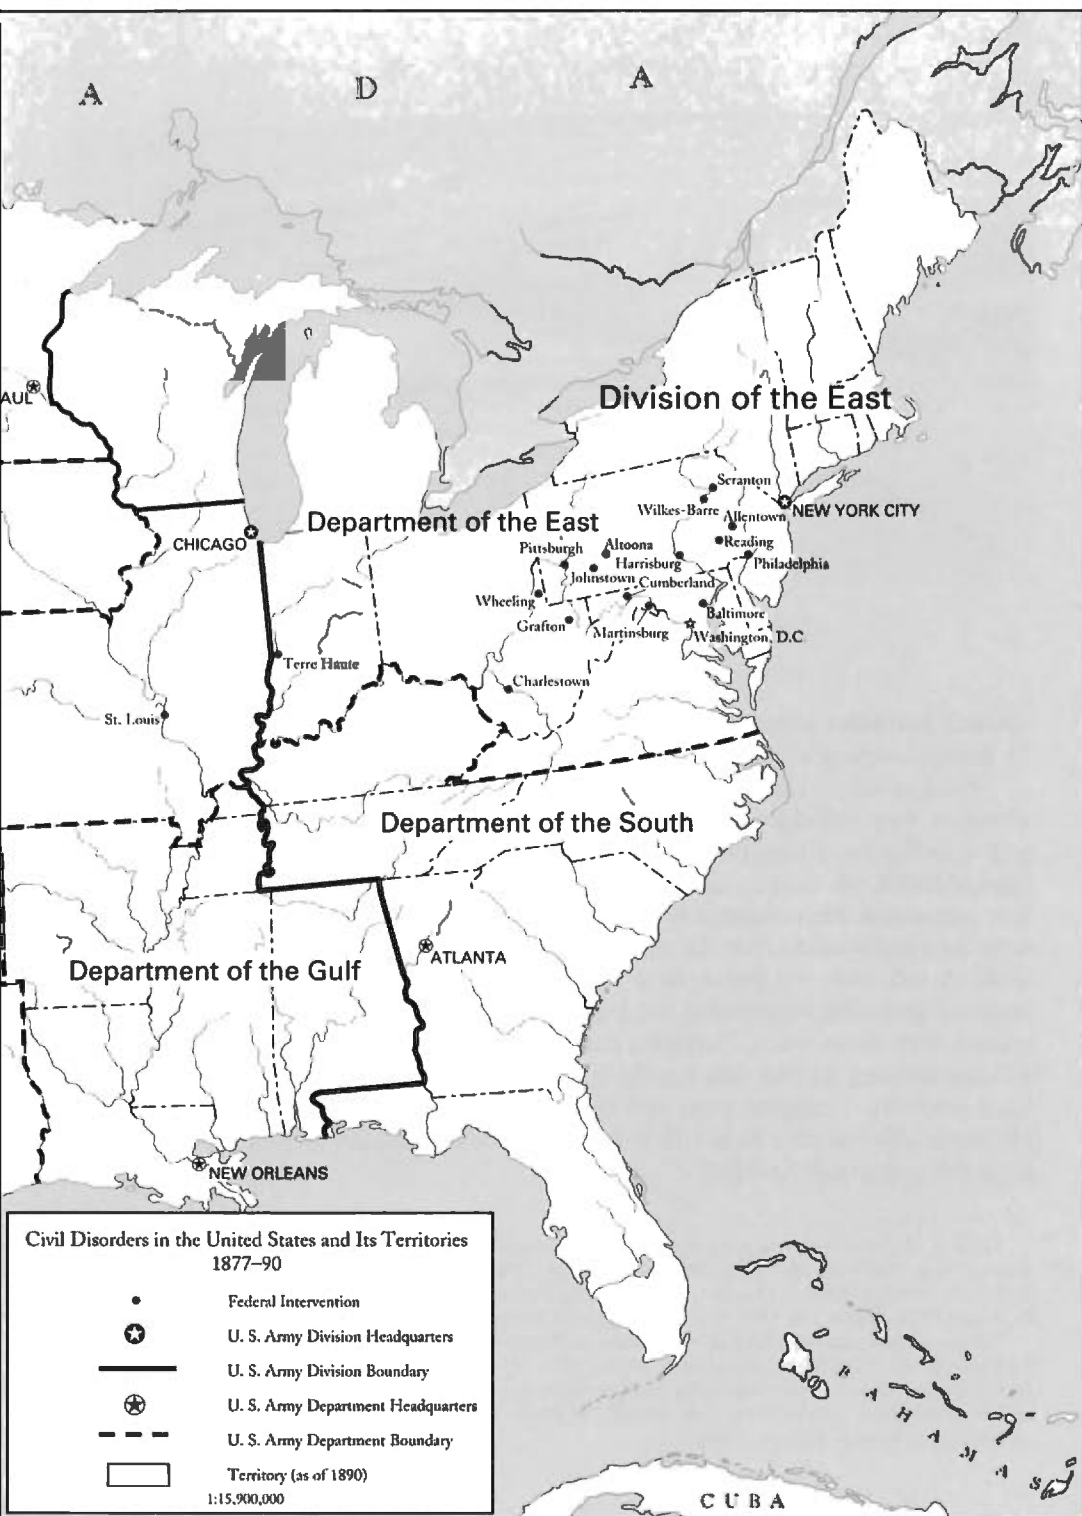 A D A
AUL
Division of the East
Scranton
Wilkes-Barre
NEW YORK CITY
Allentown
Department of the East
CHICAGO
Reading
Altoona
Pittsburgh
Harrisburg
Philadelphia
Johnstown
Cumberland
Wheeling
Baltimore
Grafton
Martinsburg
Washington, D.C
Terre Haute
Charlestown
St. Louis
Department of the South
ATLANTA
Department of the Gulf
NEW ORLEANS
Civil Disorders in the United States and Its Territories
1877–90
Federal Intervention
U. S. Army Division Headquarters
U. S. Army Division Boundary
U. S. Army Department Headquarters
U. S. Army Department Boundary
Territory (as of 1890)
1:15,900,000
BAHAMAS
CUBA